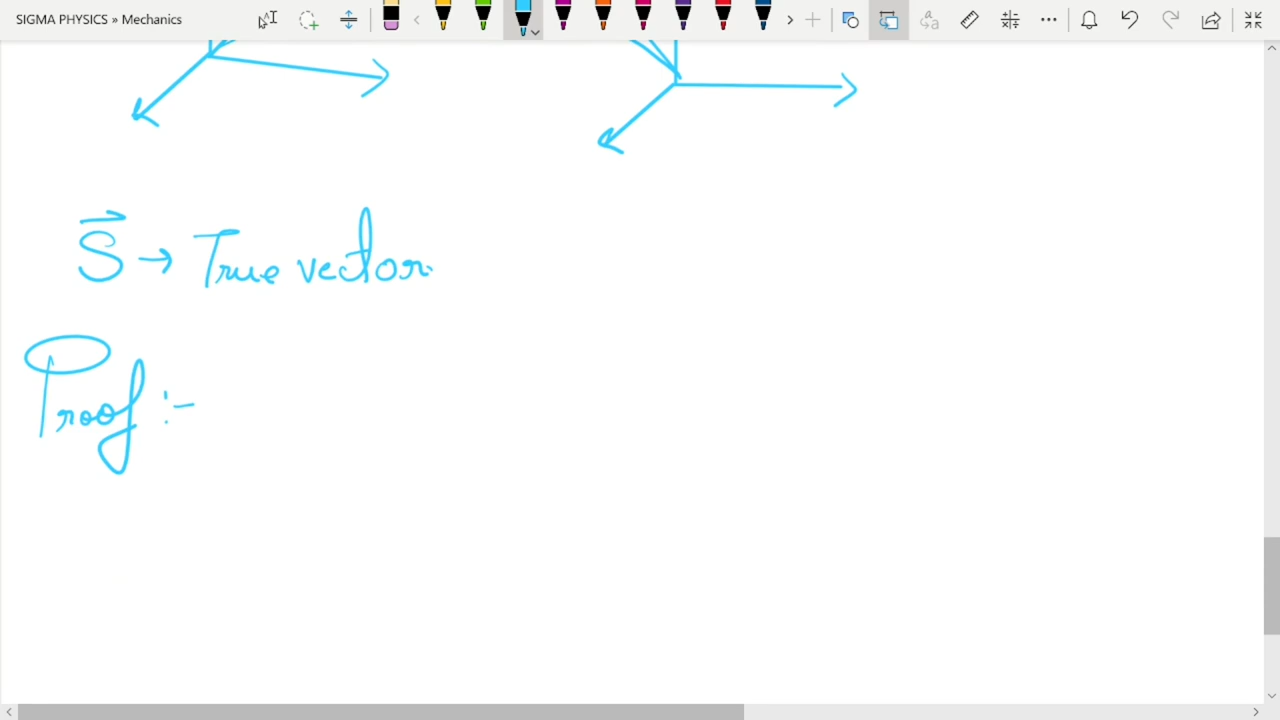 SIGMA PHYSICS » Mechanics
S⃗ → True vector.
Proof :-